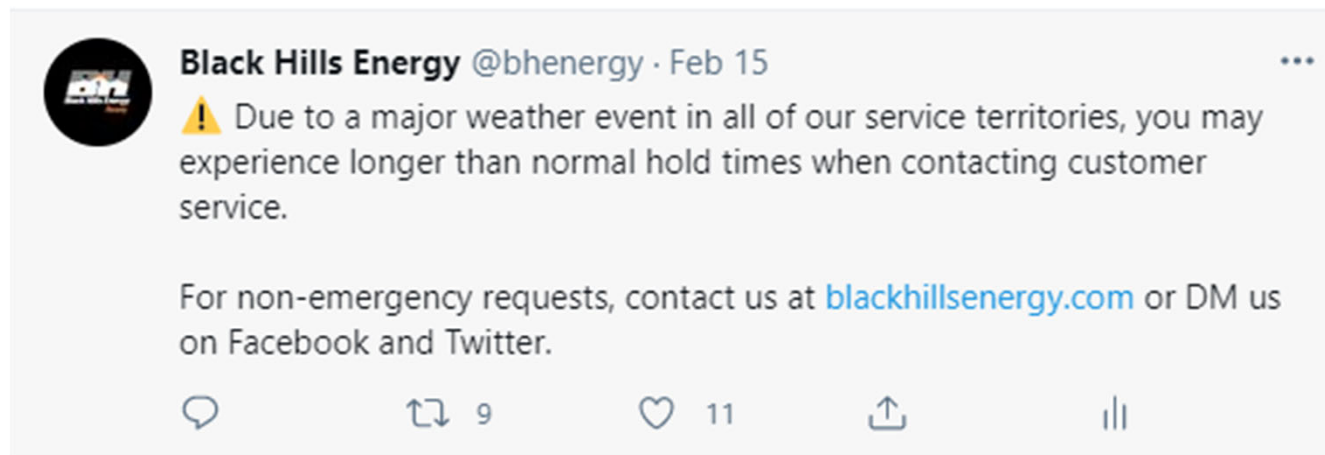 Black Hills Energy @bhenergy · Feb 15
⚠️ Due to a major weather event in all of our service territories, you may
experience longer than normal hold times when contacting customer
service.
For non-emergency requests, contact us at blackhillsenergy.com or DM us
on Facebook and Twitter.
9 11